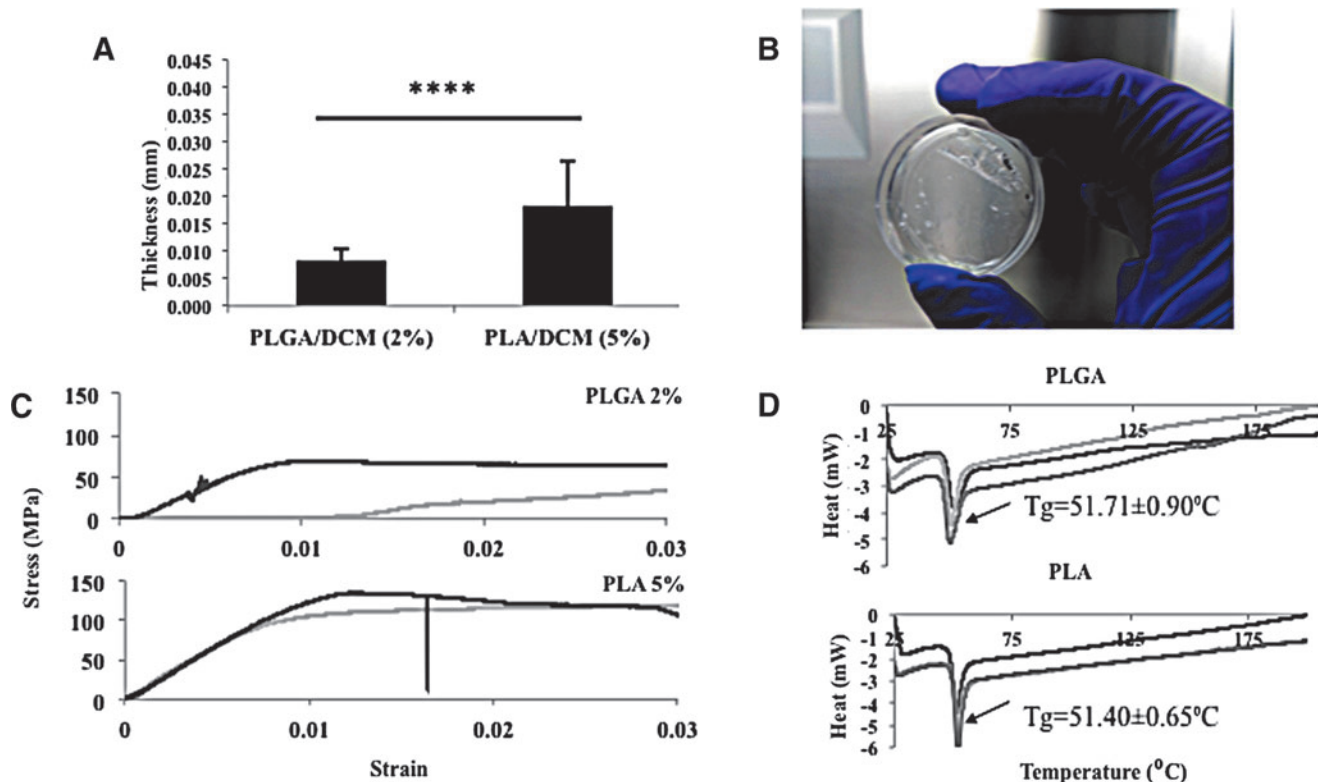 A
0.045
0.040
0.035
0.030
0.025
0.020
0.015
0.010
0.005
0.000
Thickness (mm)
****
PLGA/DCM (2%)
PLA/DCM (5%)
B
C
Stress (MPa)
150
100
50
0
PLGA 2%
0
0.01
0.02
0.03
150
100
50
0
PLA 5%
0
0.01
0.02
0.03
Strain
D
PLGA
Heat (mW)
0
-1
-2
-3
-4
-5
-6
25
75
125
175
Tg=51.71±0.90ºC
PLA
Heat (mW)
0
-1
-2
-3
-4
-5
-6
25
75
125
175
Tg=51.40±0.65ºC
Temperature (⁰C)